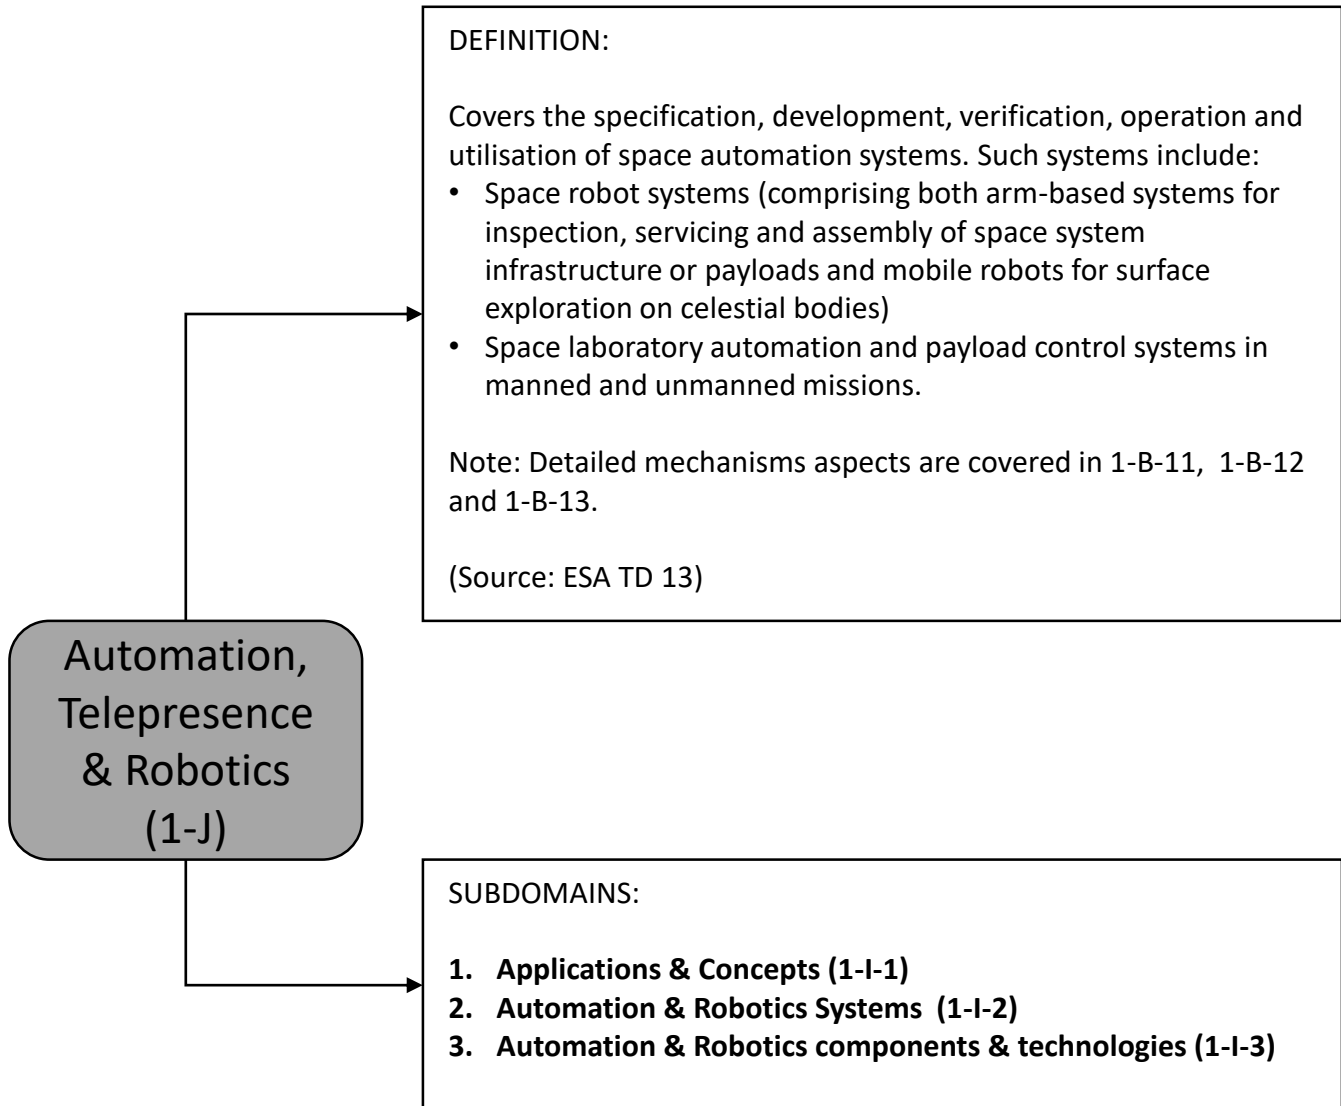 DEFINITION:
Covers the specification, development, verification, operation and
utilisation of space automation systems. Such systems include:
• Space robot systems (comprising both arm-based systems for
inspection, servicing and assembly of space system
infrastructure or payloads and mobile robots for surface
exploration on celestial bodies)
• Space laboratory automation and payload control systems in
manned and unmanned missions.
Note: Detailed mechanisms aspects are covered in 1-B-11,  1-B-12
and 1-B-13.
(Source: ESA TD 13)
Automation,
Telepresence
& Robotics
(1-J)
SUBDOMAINS:
1. Applications & Concepts (1-I-1)
2. Automation & Robotics Systems  (1-I-2)
3. Automation & Robotics components & technologies (1-I-3)